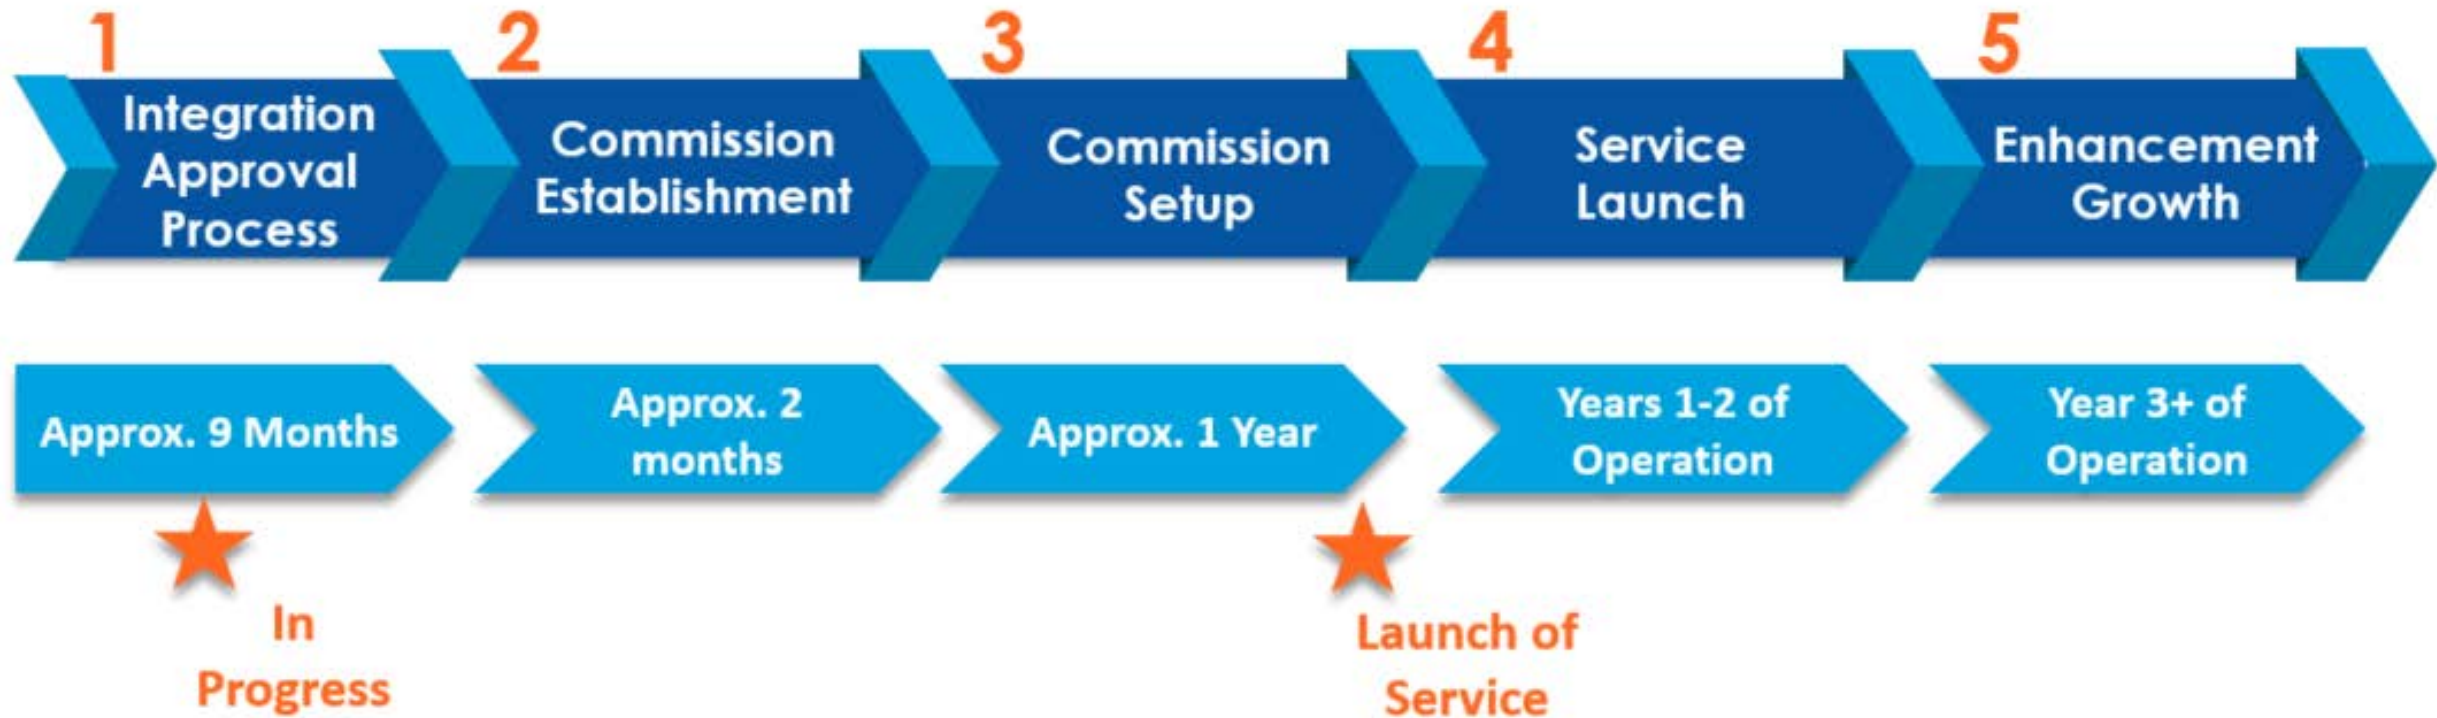 1
Integration
Approval
Process
2
Commission
Establishment
3
Commission
Setup
4
Service
Launch
5
Enhancement
Growth
Approx. 9 Months
Approx. 2
months
Approx. 1 Year
Years 1-2 of
Operation
Year 3+ of
Operation
In
Progress
Launch of
Service